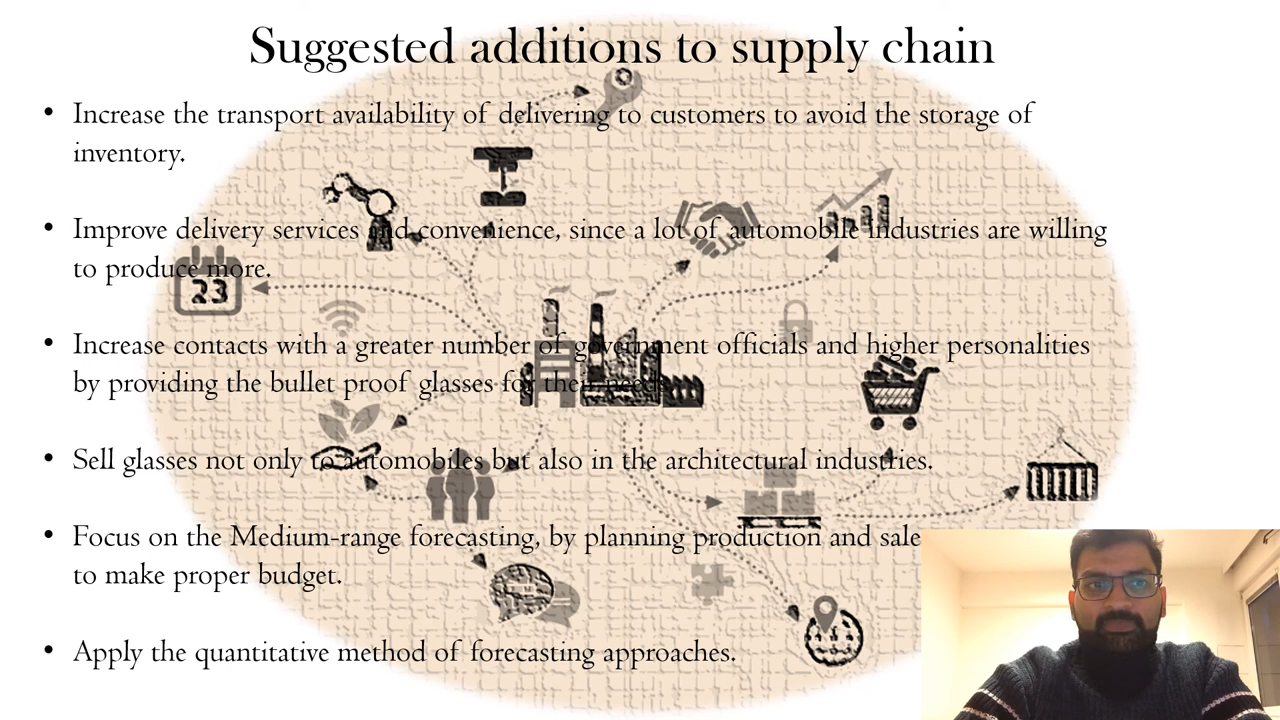 Suggested additions to supply chain
• Increase the transport availability of delivering to customers to avoid the storage of
inventory.
• Improve delivery services and convenience, since a lot of automobile industries are willing
to produce more.
23
• Increase contacts with a greater number of government officials and higher personalities
by providing the bullet proof glasses for their needs.
• Sell glasses not only to automobiles but also in the architectural industries.
• Focus on the Medium-range forecasting, by planning production and sale
to make proper budget.
• Apply the quantitative method of forecasting approaches.